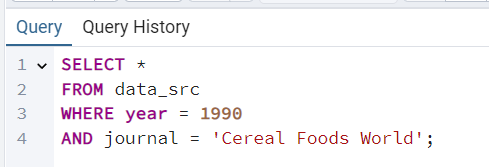 Query Query History
1 SELECT *
2 FROM data_src
3 WHERE year = 1990
4 AND journal = 'Cereal Foods World';